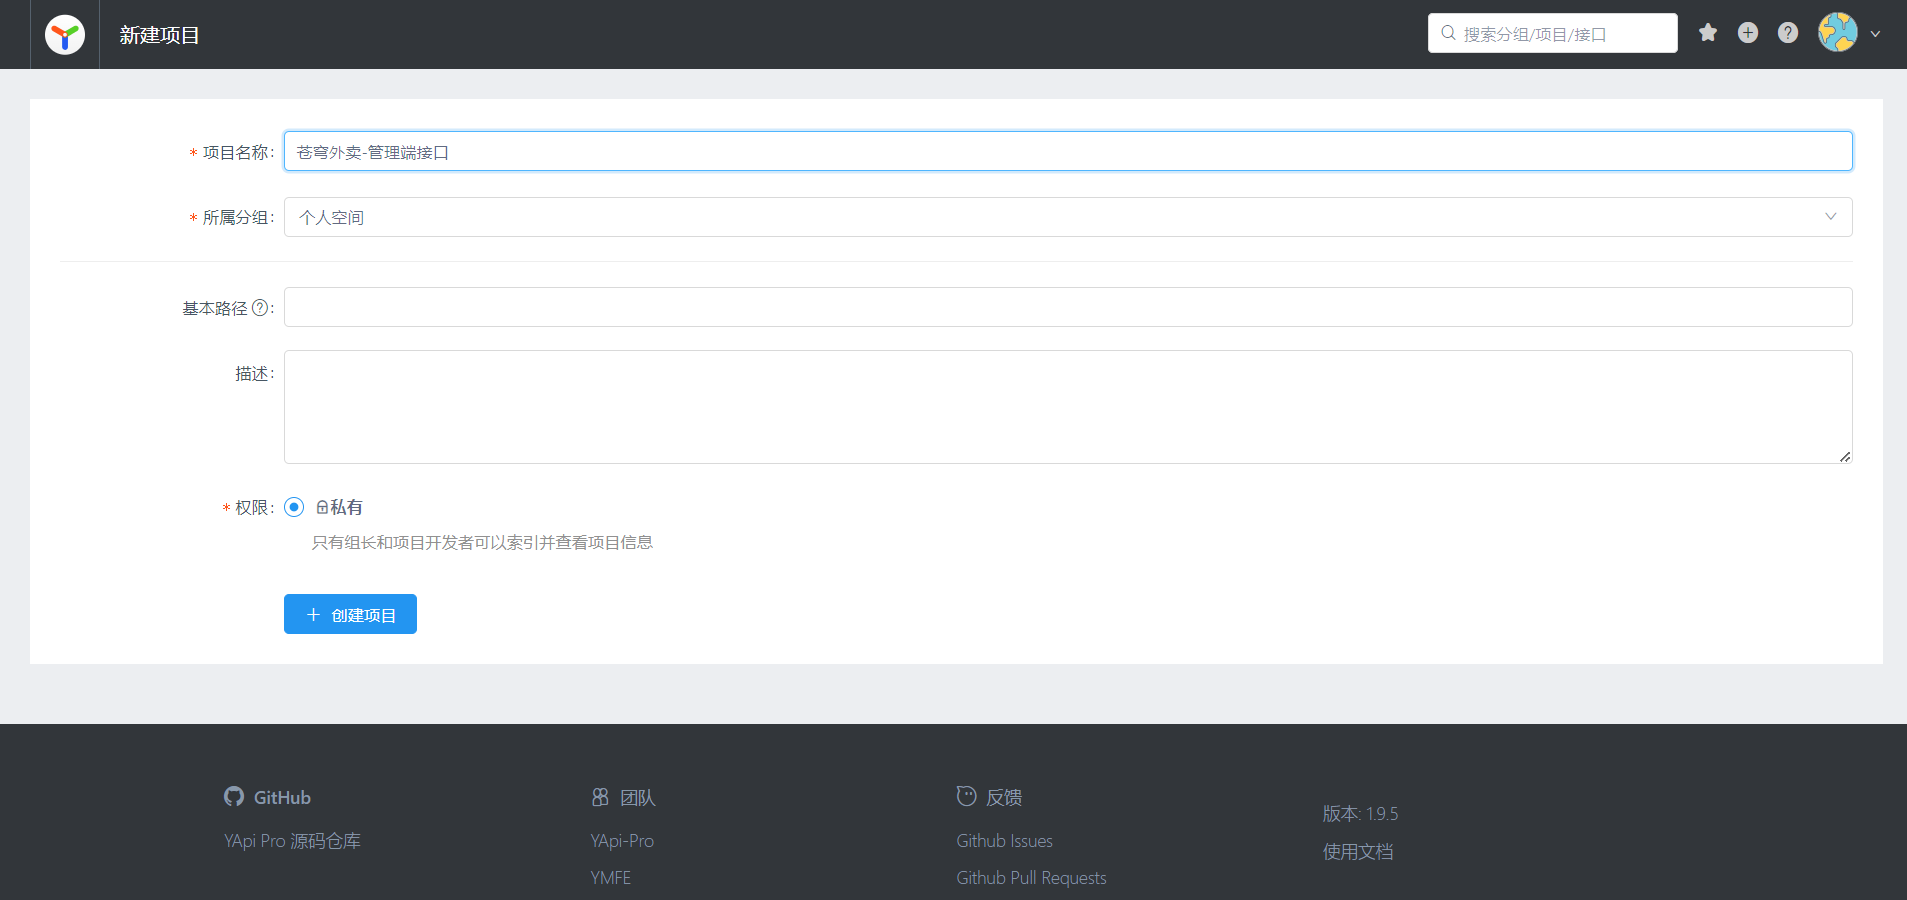 新建项目
搜索分组/项目/接口
* 项目名称:
苍穹外卖-管理端接口
* 所属分组:
个人空间
基本路径 ? :
描述:
* 权限:
私有
只有组长和项目开发者可以索引并查看项目信息
+ 创建项目
GitHub
YApi Pro 源码仓库
团队
YApi-Pro
YMFE
反馈
Github Issues
Github Pull Requests
版本: 1.9.5
使用文档